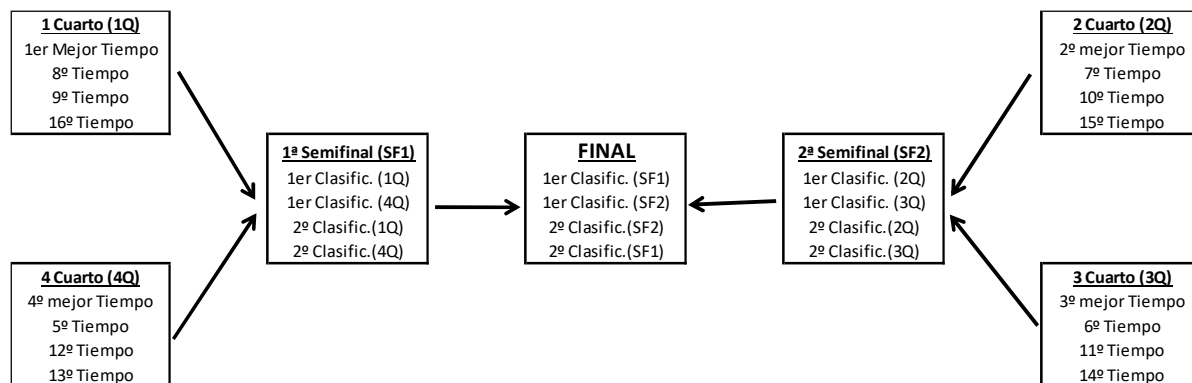 1 Cuarto (1Q)
1er Mejor Tiempo
8º Tiempo
9º Tiempo
16º Tiempo
2 Cuarto (2Q)
2º mejor Tiempo
7º Tiempo
10º Tiempo
15º Tiempo
1ª Semifinal (SF1)
1er Clasific. (1Q)
1er Clasific. (4Q)
2º Clasific.(1Q)
2º Clasific.(4Q)
FINAL
1er Clasific. (SF1)
1er Clasific. (SF2)
2º Clasific.(SF2)
2º Clasific.(SF1)
2ª Semifinal (SF2)
1er Clasific. (2Q)
1er Clasific. (3Q)
2º Clasific.(2Q)
2º Clasific.(3Q)
4 Cuarto (4Q)
4º mejor Tiempo
5º Tiempo
12º Tiempo
13º Tiempo
3 Cuarto (3Q)
3º mejor Tiempo
6º Tiempo
11º Tiempo
14º Tiempo